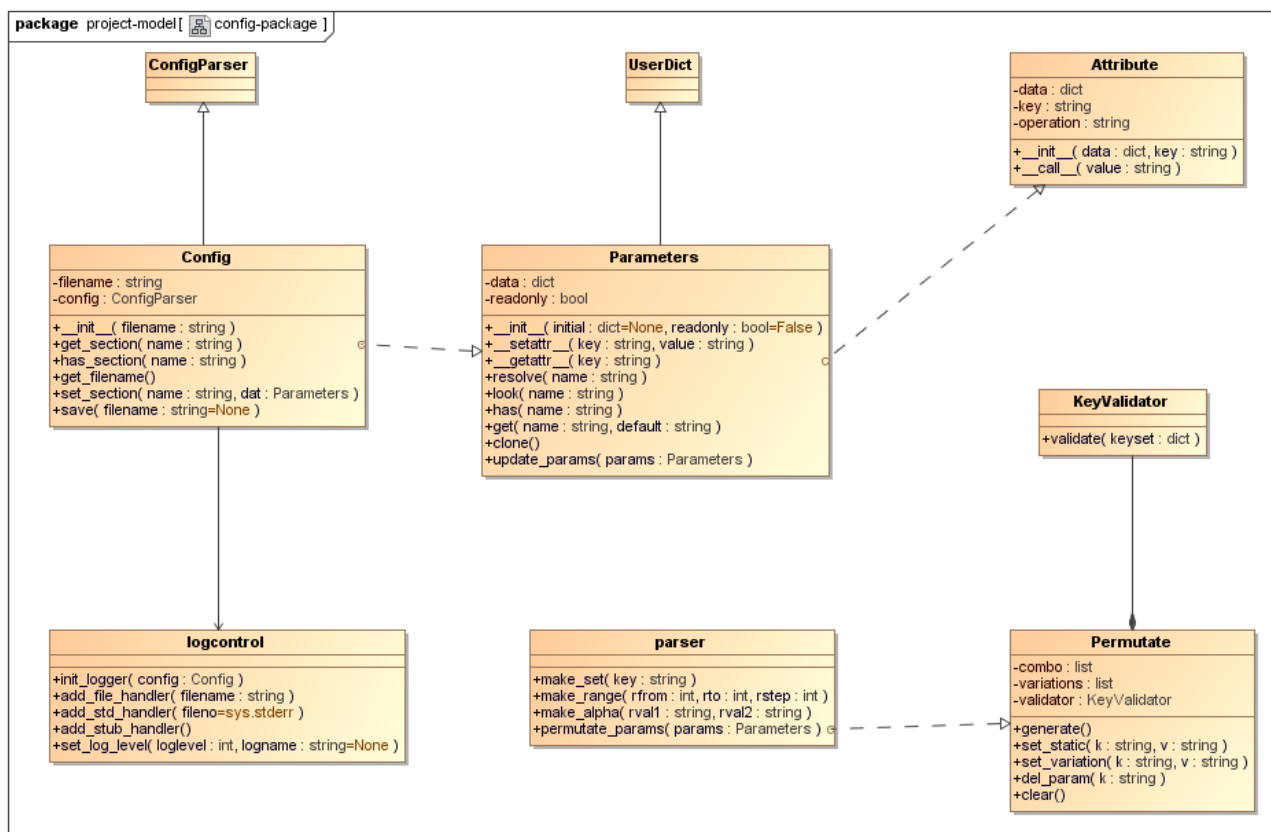 package project-model[ config-package ]
ConfigParser
UserDict
Attribute
-data : dict
-key : string
-operation : string
+__init__( data : dict, key : string )
+__call__( value : string )
Config
-filename : string
-config : ConfigParser
+__init__( filename : string )
+get_section( name : string )
+has_section( name : string )
+get_filename()
+set_section( name : string, dat : Parameters )
+save( filename : string=None )
Parameters
-data : dict
-readonly : bool
+__init__( initial : dict=None, readonly : bool=False )
+__setattr__( key : string, value : string )
+__getattr__( key : string )
+resolve( name : string )
+look( name : string )
+has( name : string )
+get( name : string, default : string )
+clone()
+update_params( params : Parameters )
KeyValidator
+validate( keyset : dict )
logcontrol
+init_logger( config : Config )
+add_file_handler( filename : string )
+add_std_handler( fileno=sys.stderr )
+add_stub_handler()
+set_log_level( loglevel : int, logname : string=None )
parser
+make_set( key : string )
+make_range( rfrom : int, rto : int, rstep : int )
+make_alpha( rval1 : string, rval2 : string )
+permutate_params( params : Parameters )
Permutate
-combo : list
-variations : list
-validator : KeyValidator
+generate()
+set_static( k : string, v : string )
+set_variation( k : string, v : string )
+del_param( k : string )
+clear()